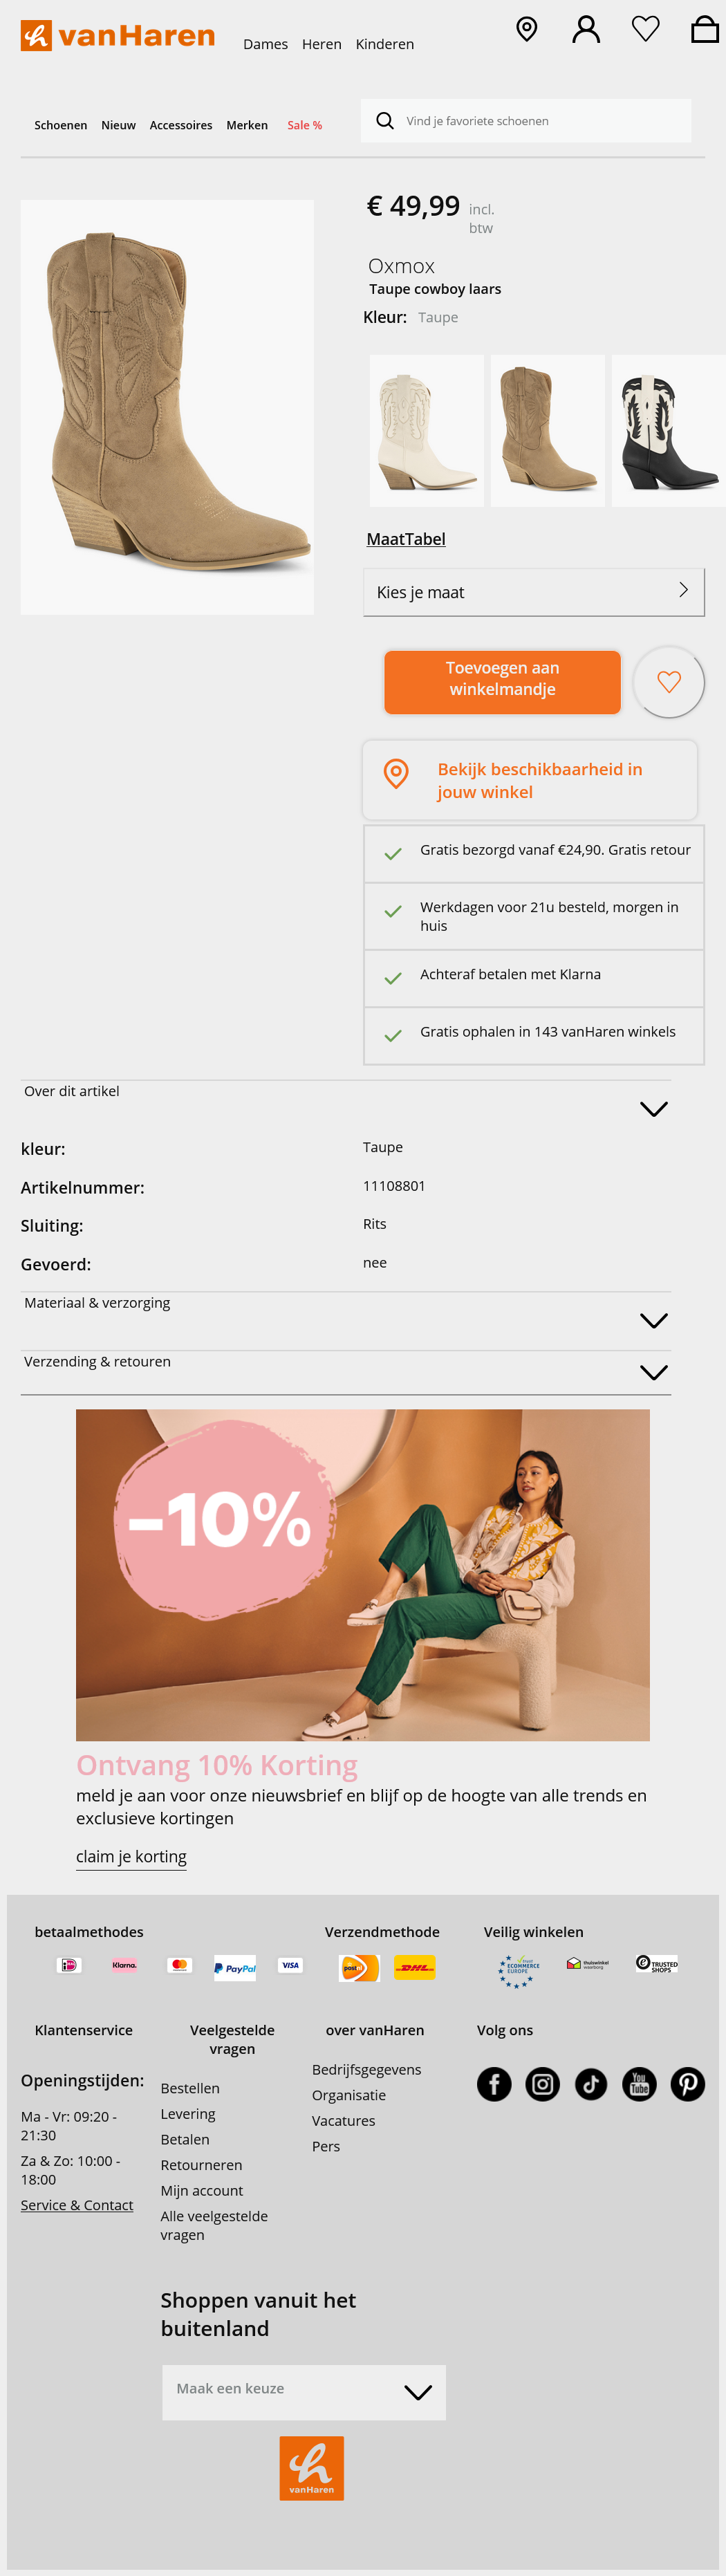 vanHaren
Dames Heren Kinderen
Schoenen Nieuw Accessoires Merken Sale %
Vind je favoriete schoenen
€ 49,99 incl.
btw
Oxmox
Taupe cowboy laars
Kleur: Taupe
MaatTabel
Kies je maat
Toevoegen aan
winkelmandje
Bekijk beschikbaarheid in
jouw winkel
Gratis bezorgd vanaf €24,90. Gratis retour
Werkdagen voor 21u besteld, morgen in
huis
Achteraf betalen met Klarna
Gratis ophalen in 143 vanHaren winkels
Over dit artikel
kleur: Taupe
Artikelnummer: 11108801
Sluiting: Rits
Gevoerd: nee
Materiaal & verzorging
Verzending & retouren
-10%
Ontvang 10% Korting
meld je aan voor onze nieuwsbrief en blijf op de hoogte van alle trends en
exclusieve kortingen
claim je korting
betaalmethodes
Klarna.
PayPal
VISA
Verzendmethode
postnl
DHL
Veilig winkelen
ECOMMERCE
EUROPE
thuiswinkel
waarborg
TRUSTED
SHOPS
Klantenservice
Openingstijden:
Ma - Vr: 09:20 -
21:30
Za & Zo: 10:00 -
18:00
Service & Contact
Veelgestelde
vragen
Bestellen
Levering
Betalen
Retourneren
Mijn account
Alle veelgestelde
vragen
over vanHaren
Bedrijfsgegevens
Organisatie
Vacatures
Pers
Volg ons
You
Tube
Shoppen vanuit het
buitenland
Maak een keuze
vanHaren